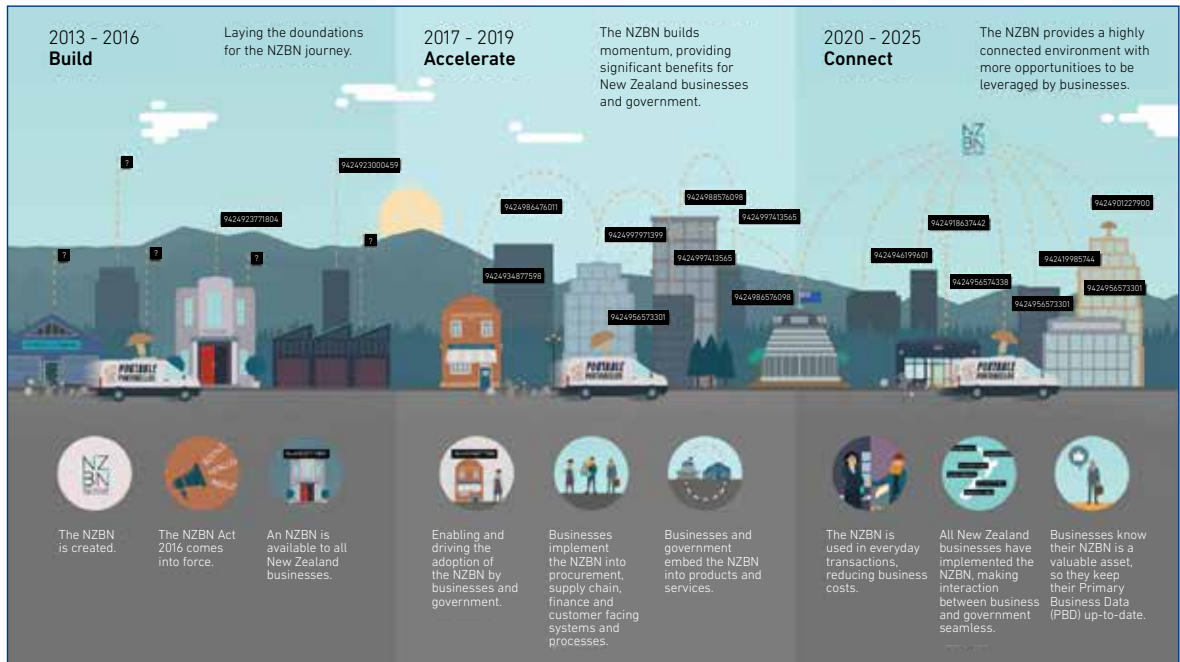 2013 - 2016
Build
Laying the doundations
for the NZBN journey.
2017 - 2019
Accelerate
The NZBN builds
momentum, providing
significant benefits for
New Zealand businesses
and government.
2020 - 2025
Connect
The NZBN provides a highly
connected environment with
more opportunitioes to be
leveraged by businesses.
NZ
BN
?
9424923000459
9424923771804
?
?
?
?
9424986476011
9424988576098
9424997413565
9424997971399
9424997413565
9424934877598
9424986576098
9424956573301
9424901227900
9424918637442
9424946199601
942419985744
9424956574338
9424956573301
9424956573301
PORTABLE
PORTOBELLOS
PORTABLE
PORTOBELLOS
PORTABLE
PORTOBELLOS
NZ
BN
The NZBN
is created.
The NZBN Act
2016 comes
into force.
An NZBN is
available to all
New Zealand
businesses.
Enabling and
driving the
adoption of
the NZBN by
businesses and
government.
Businesses
implement
the NZBN into
procurement,
supply chain,
finance and
customer facing
systems and
processes.
Businesses and
government
embed the NZBN
into products and
services.
The NZBN is
used in everyday
transactions,
reducing business
costs.
All New Zealand
businesses have
implemented the
NZBN, making
interaction
between business
and government
seamless.
Businesses know
their NZBN is a
valuable asset,
so they keep
their Primary
Business Data
(PBD) up-to-date.